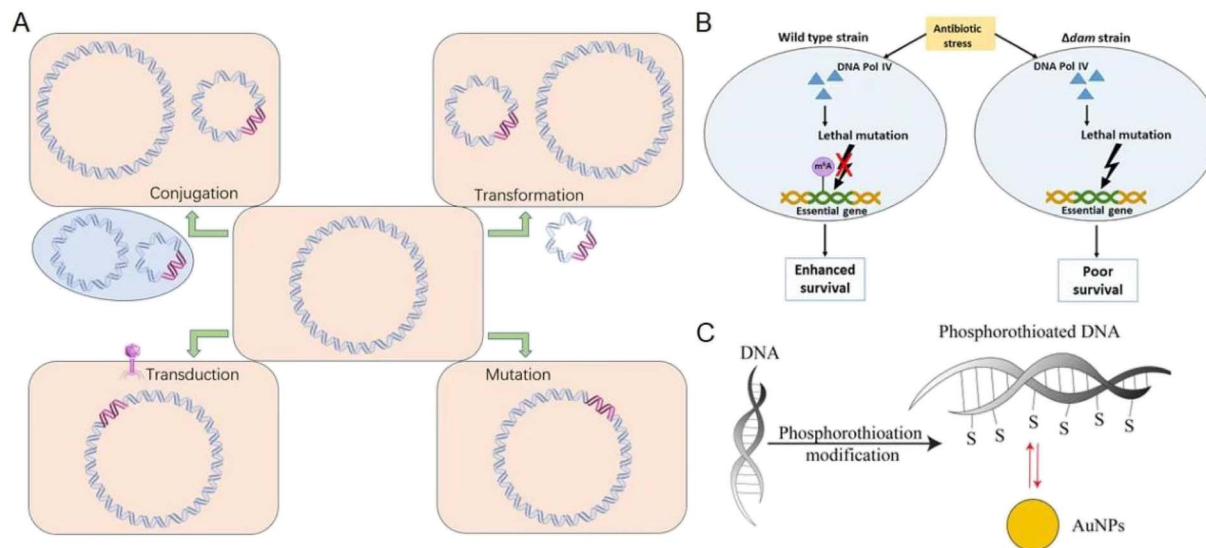 A
Conjugation
Transformation
Transduction
Mutation
B
Wild type strain
Antibiotic
stress
Δdam strain
DNA Pol IV
DNA Pol IV
Lethal mutation
Lethal mutation
m⁶A
Essential gene
Essential gene
Enhanced
survival
Poor
survival
C
DNA
Phosphorothioated DNA
Phosphorothioation
modification
S
S
S
S
S
S
AuNPs